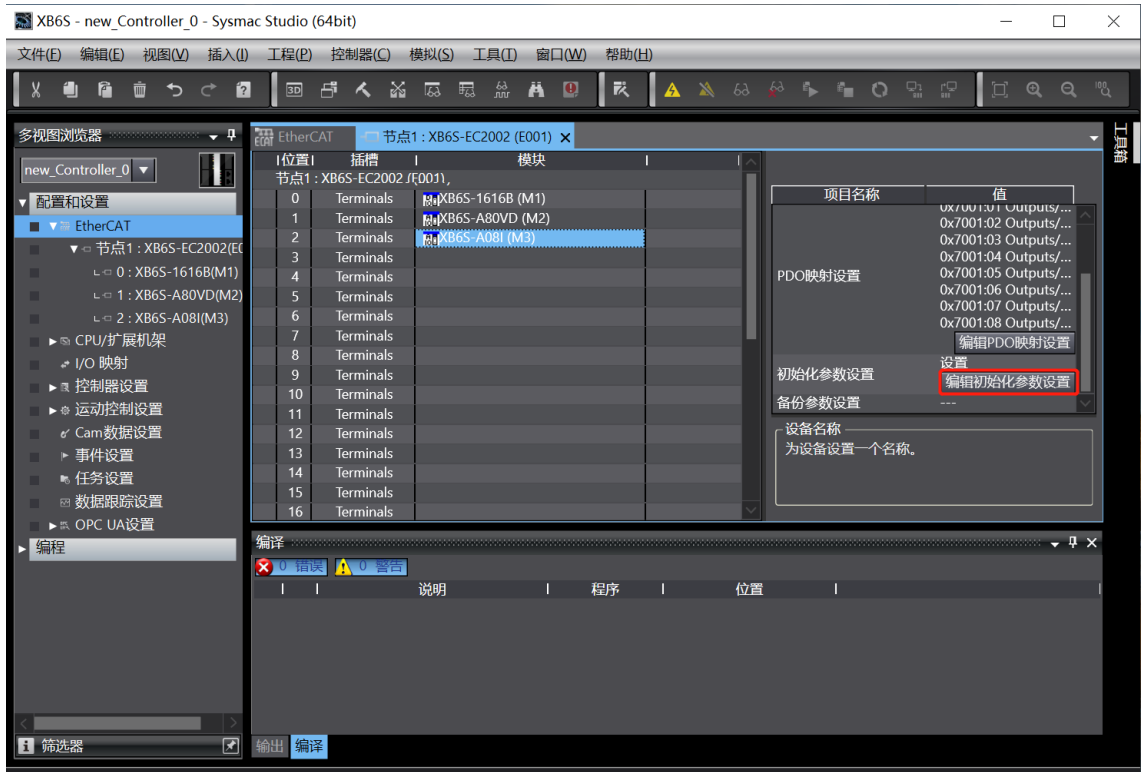 XB6S - new_Controller_0 - Sysmac Studio (64bit)
文件(F) 编辑(E) 视图(V) 插入(I) 工程(P) 控制器(C) 模拟(S) 工具(T) 窗口(W) 帮助(H)
多视图浏览器
new_Controller_0
配置和设置
EtherCAT
节点1 : XB6S-EC2002(E0
0 : XB6S-1616B(M1)
1 : XB6S-A80VD(M2)
2 : XB6S-A08I(M3)
CPU/扩展机架
I/O 映射
控制器设置
运动控制设置
Cam数据设置
事件设置
任务设置
数据跟踪设置
OPC UA设置
编程
筛选器
EtherCAT 节点1 : XB6S-EC2002 (E001)
位置 插槽 模块
节点1 : XB6S-EC2002 (E001),
0 Terminals XB6S-1616B (M1)
1 Terminals XB6S-A80VD (M2)
2 Terminals XB6S-A08I (M3)
3 Terminals
4 Terminals
5 Terminals
6 Terminals
7 Terminals
8 Terminals
9 Terminals
10 Terminals
11 Terminals
12 Terminals
13 Terminals
14 Terminals
15 Terminals
16 Terminals
项目名称 值
PDO映射设置
0x7001:01 Outputs/...
0x7001:02 Outputs/...
0x7001:03 Outputs/...
0x7001:04 Outputs/...
0x7001:05 Outputs/...
0x7001:06 Outputs/...
0x7001:07 Outputs/...
0x7001:08 Outputs/...
编辑PDO映射设置
初始化参数设置
设置
编辑初始化参数设置
备份参数设置 ---
设备名称
为设备设置一个名称。
工具箱
编译
0 错误 0 警告
说明 程序 位置
输出 编译